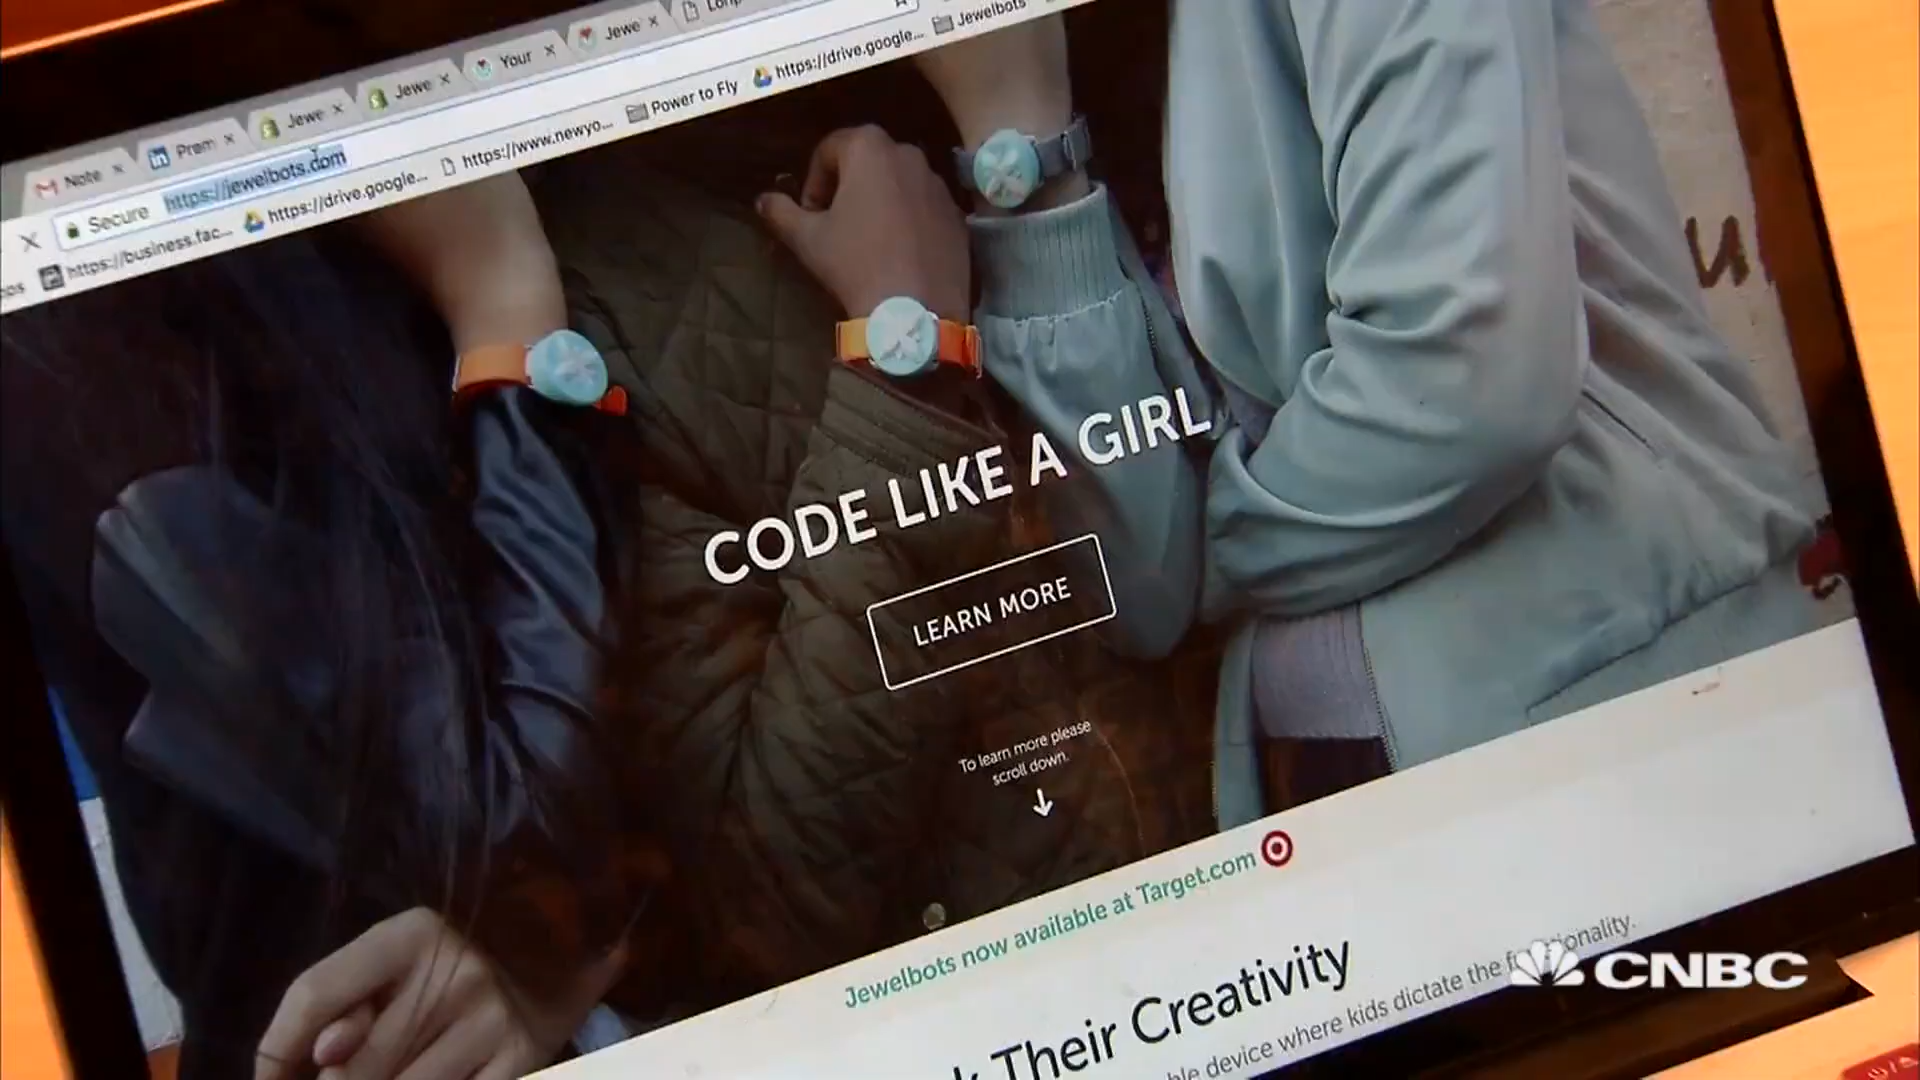 Note
Prem
Jewe
Jewe
Your
Jewe
Secure
https://jewelbots.com
https://business.fac...
https://drive.google...
https://www.newyo...
Power to Fly
https://drive.google...
Jewelbots
CODE LIKE A GIRL
LEARN MORE
To learn more please
scroll down.
Jewelbots now available at Target.com
Their Creativity
device where kids dictate the
CNBC